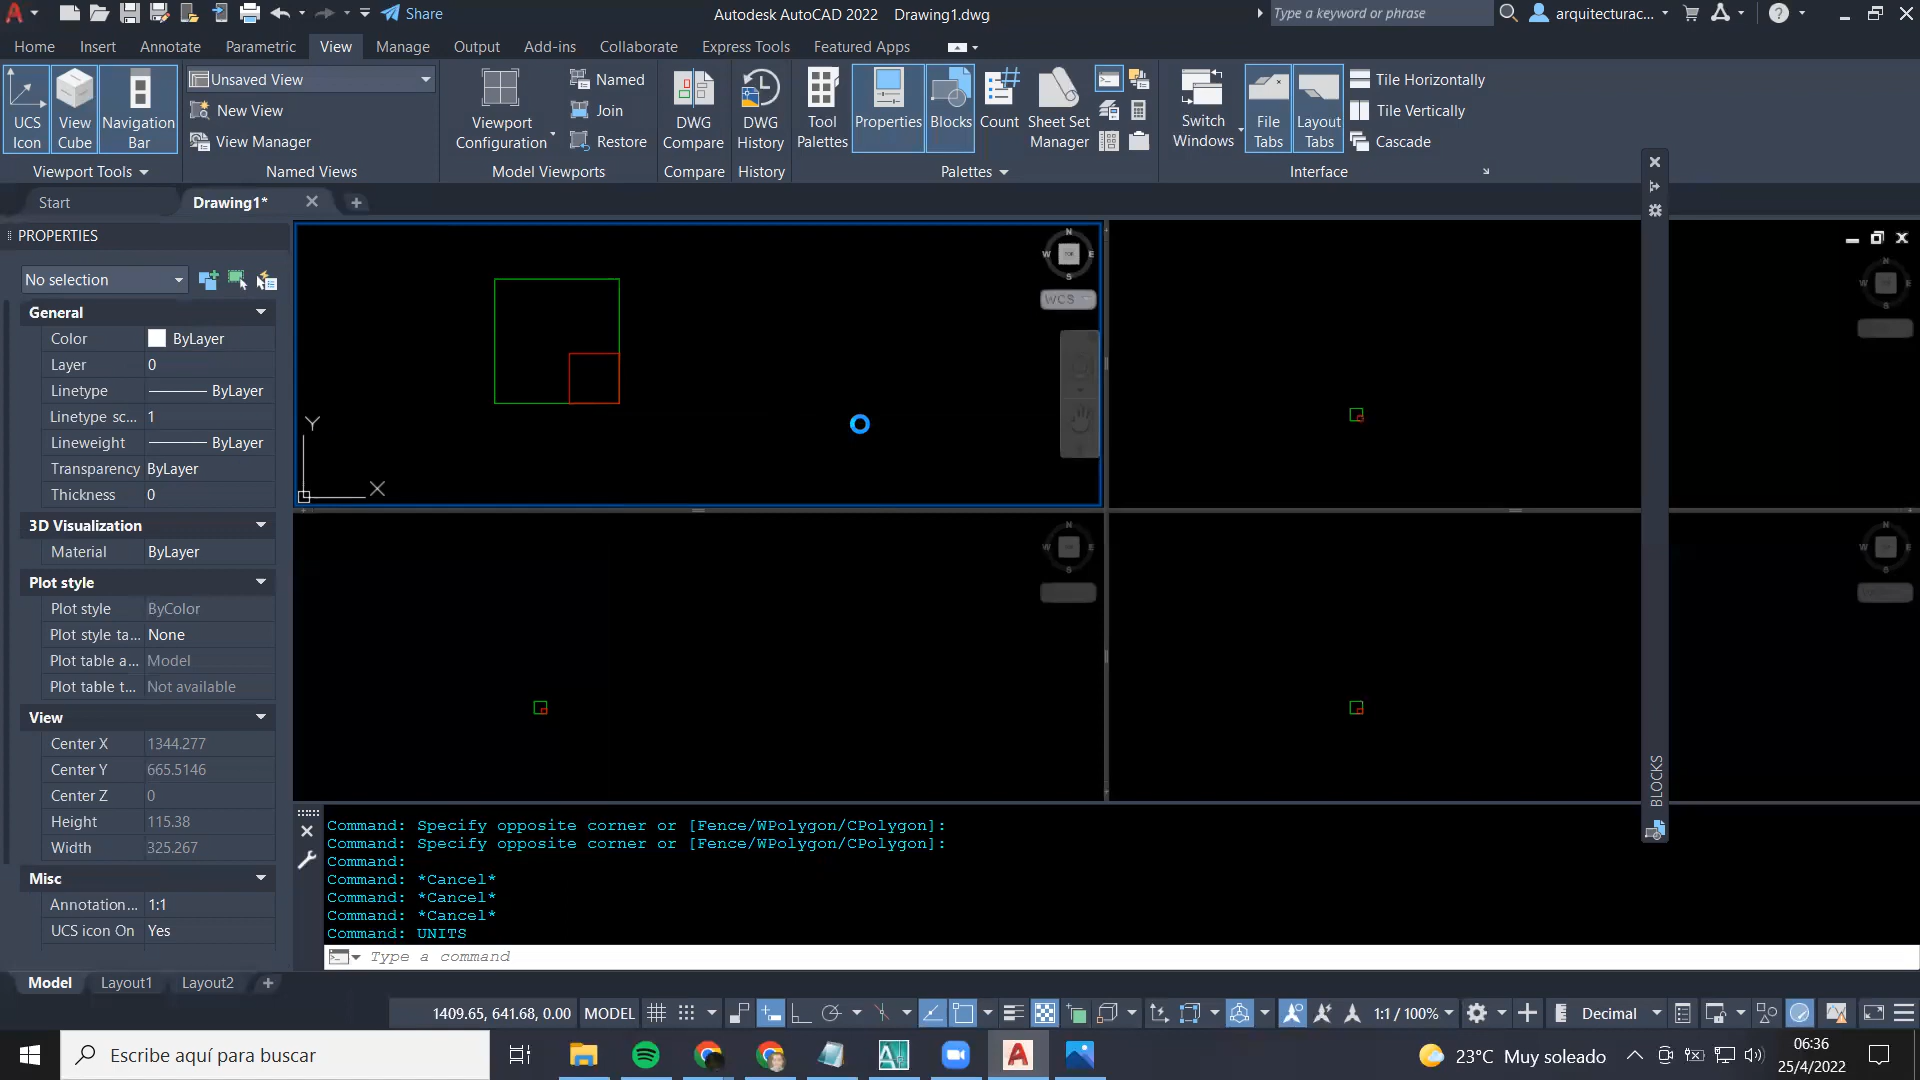 Share
Autodesk AutoCAD 2022 Drawing1.dwg
Type a keyword or phrase
arquitecturac...
Home Insert Annotate Parametric View Manage Output Add-ins Collaborate Express Tools Featured Apps
UCS Icon
View Cube
Navigation Bar
Viewport Tools
Unsaved View
New View
View Manager
Named Views
Viewport Configuration
Named
Join
Restore
Model Viewports
DWG Compare
Compare
DWG History
History
Tool Palettes
Properties
Blocks
Count
Sheet Set Manager
Palettes
Switch Windows
File Tabs
Layout Tabs
Tile Horizontally
Tile Vertically
Cascade
Interface
Start
Drawing1*
PROPERTIES
No selection
General
Color ByLayer
Layer 0
Linetype ByLayer
Linetype sc... 1
Lineweight ByLayer
Transparency ByLayer
Thickness 0
3D Visualization
Material ByLayer
Plot style
Plot style ByColor
Plot style ta... None
Plot table a... Model
Plot table t... Not available
View
Center X 1344.277
Center Y 665.5146
Center Z 0
Height 115.38
Width 325.267
Misc
Annotation... 1:1
UCS icon On Yes
N
W E
S
WCS
Y
X
N
W E
S
N
W E
S
N
W E
S
BLOCKS
Command: Specify opposite corner or [Fence/WPolygon/CPolygon]:
Command: Specify opposite corner or [Fence/WPolygon/CPolygon]:
Command:
Command: *Cancel*
Command: *Cancel*
Command: *Cancel*
Command: UNITS
Type a command
Model Layout1 Layout2
1409.65, 641.68, 0.00 MODEL
1:1 / 100%
Decimal
Escribe aquí para buscar
23°C Muy soleado
06:36
25/4/2022